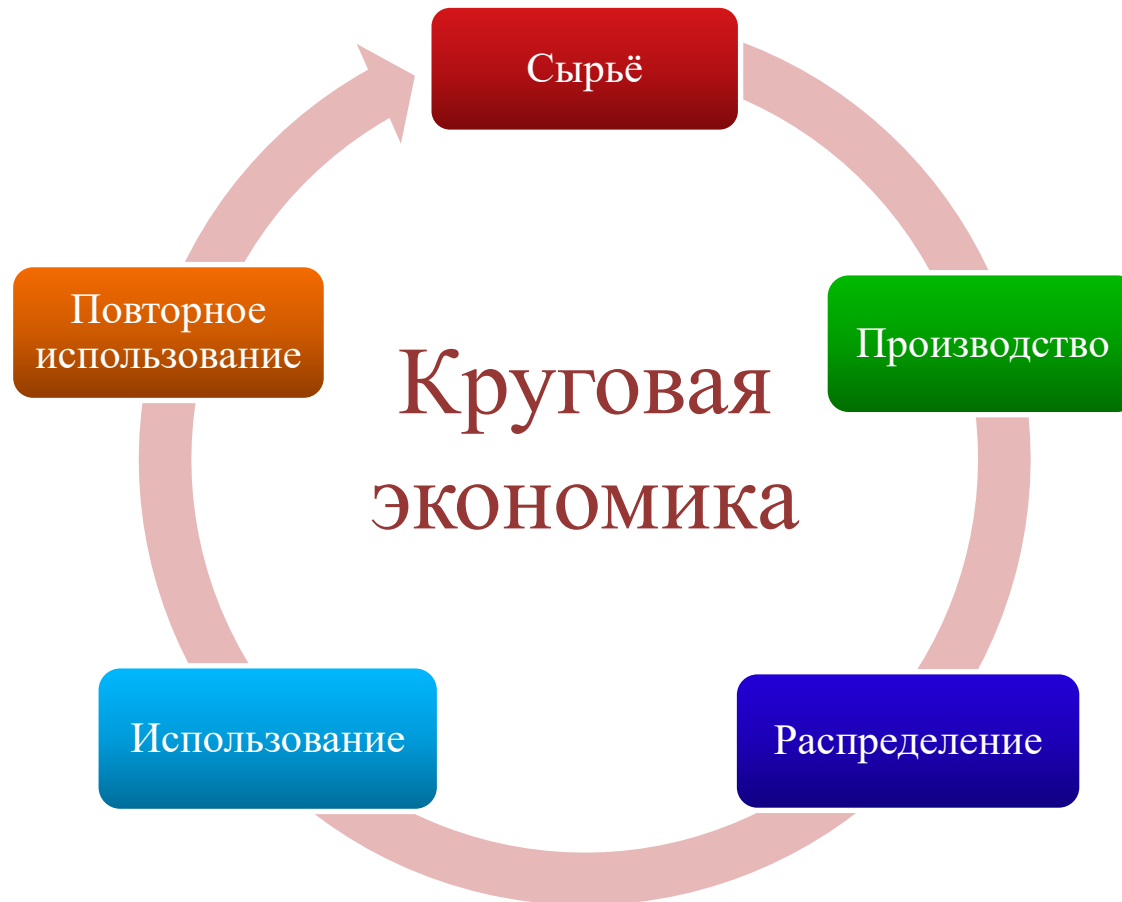 Сырьё
Производство
Распределение
Использование
Повторное
использование
Круговая
экономика